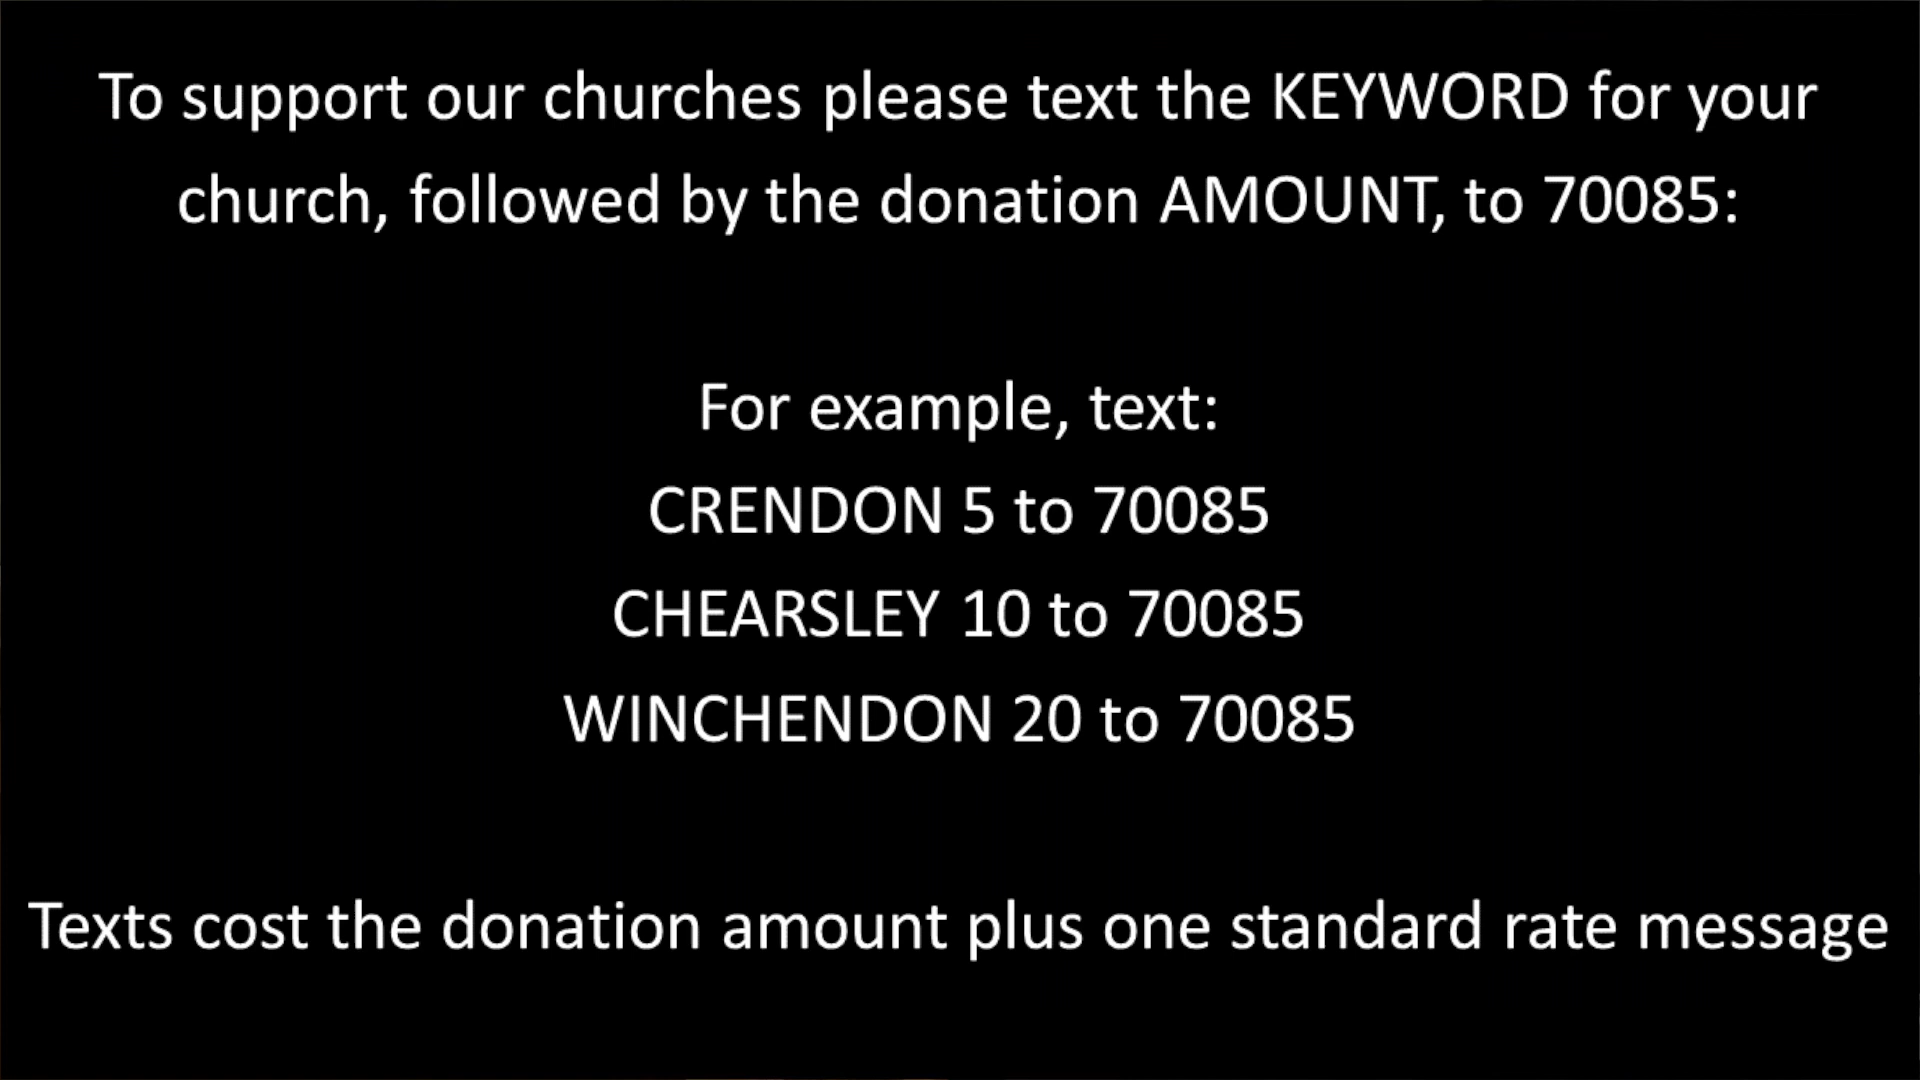 To support our churches please text the KEYWORD for your
church, followed by the donation AMOUNT, to 70085:
For example, text:
CRENDON 5 to 70085
CHEARSLEY 10 to 70085
WINCHENDON 20 to 70085
Texts cost the donation amount plus one standard rate message